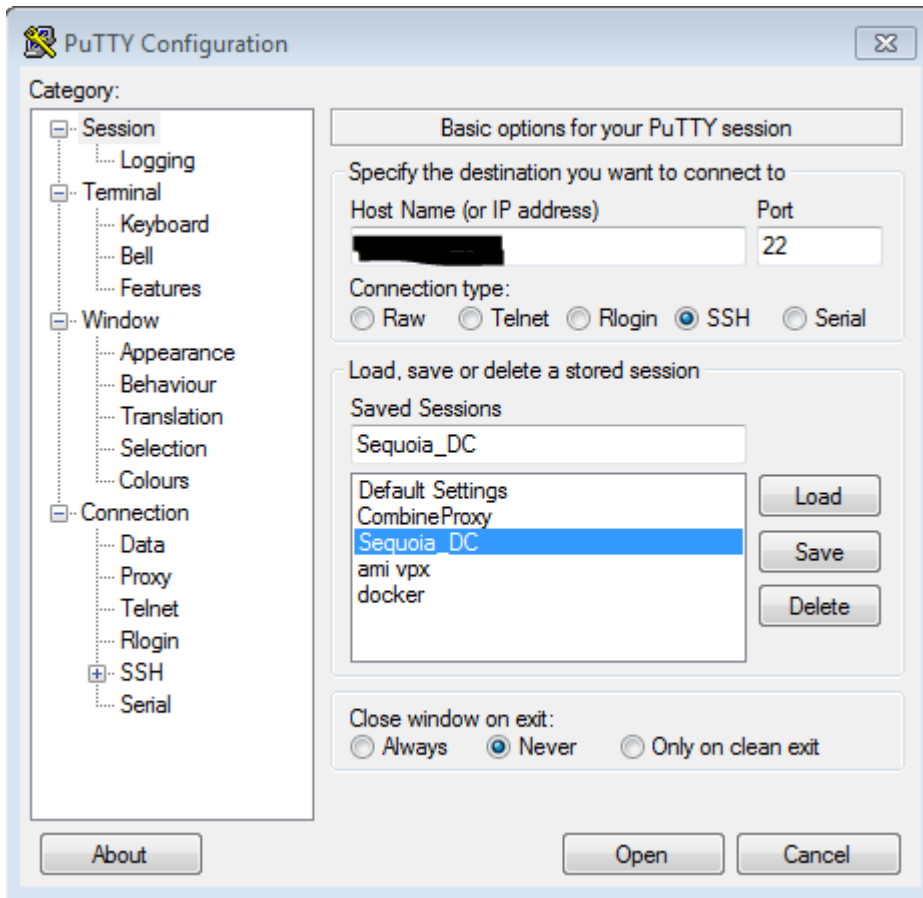 PuTTY Configuration
Category:
Session
Logging
Terminal
Keyboard
Bell
Features
Window
Appearance
Behaviour
Translation
Selection
Colours
Connection
Data
Proxy
Telnet
Rlogin
SSH
Serial
Basic options for your PuTTY session
Specify the destination you want to connect to
Host Name (or IP address) Port
22
Connection type:
Raw Telnet Rlogin SSH Serial
Load, save or delete a stored session
Saved Sessions
Sequoia_DC
Default Settings
CombineProxy
Sequoia_DC
ami vpx
docker
Load
Save
Delete
Close window on exit:
Always Never Only on clean exit
About Open Cancel